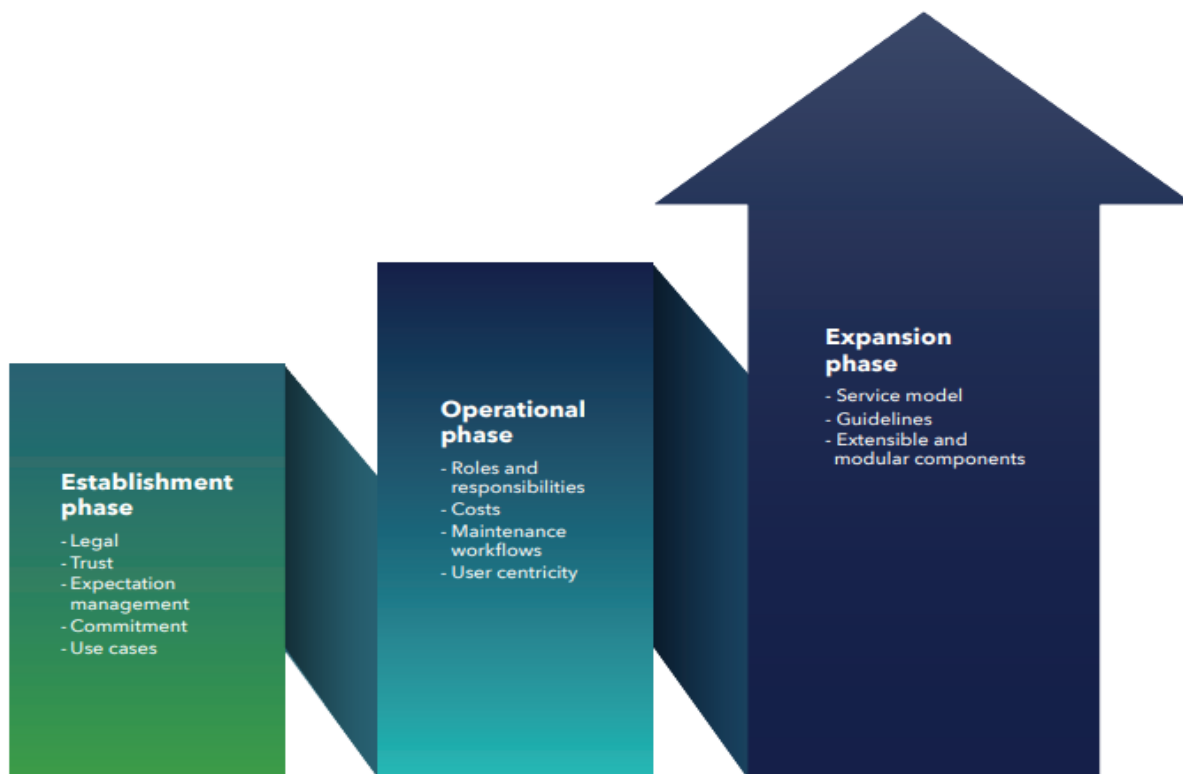 Establishment
phase
- Legal
- Trust
- Expectation
management
- Commitment
- Use cases
Operational
phase
- Roles and
responsibilities
- Costs
- Maintenance
workflows
- User centricity
Expansion
phase
- Service model
- Guidelines
- Extensible and
modular components